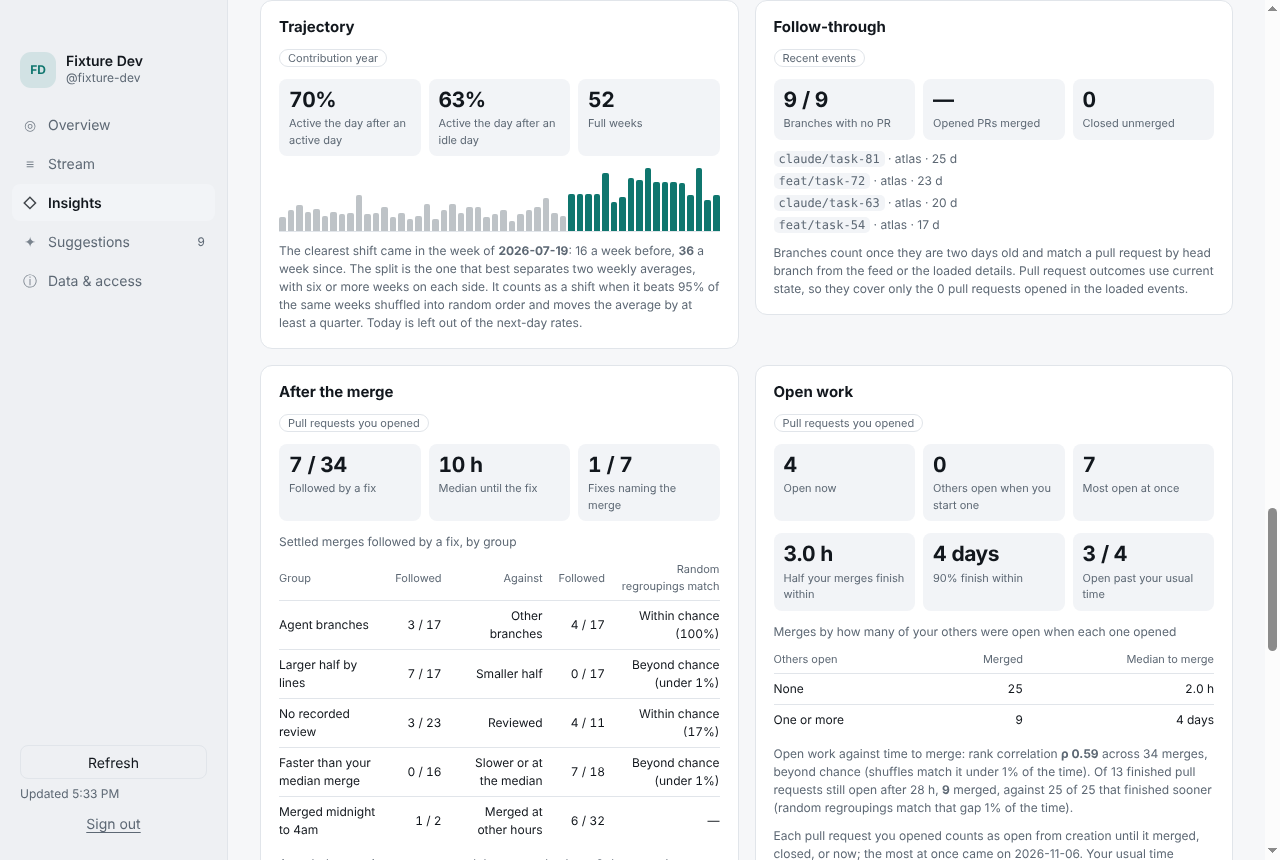 FD
Fixture Dev
@fixture-dev
Overview
Stream
Insights
Suggestions 9
Data & access
Refresh
Updated 5:33 PM
Sign out
Trajectory
Contribution year
70%
Active the day after an
active day
63%
Active the day after an
idle day
52
Full weeks
The clearest shift came in the week of 2026-07-19: 16 a week before, 36 a
week since. The split is the one that best separates two weekly averages,
with six or more weeks on each side. It counts as a shift when it beats 95% of
the same weeks shuffled into random order and moves the average by at
least a quarter. Today is left out of the next-day rates.
Follow-through
Recent events
9 / 9
Branches with no PR
—
Opened PRs merged
0
Closed unmerged
claude/task-81 · atlas · 25 d
feat/task-72 · atlas · 23 d
claude/task-63 · atlas · 20 d
feat/task-54 · atlas · 17 d
Branches count once they are two days old and match a pull request by head
branch from the feed or the loaded details. Pull request outcomes use current
state, so they cover only the 0 pull requests opened in the loaded events.
After the merge
Pull requests you opened
7 / 34
Followed by a fix
10 h
Median until the fix
1 / 7
Fixes naming the
merge
Settled merges followed by a fix, by group
Group Followed Against Followed Random
regroupings match
Agent branches 3 / 17 Other
branches 4 / 17 Within chance
(100%)
Larger half by
lines 7 / 17 Smaller half 0 / 17 Beyond chance
(under 1%)
No recorded
review 3 / 23 Reviewed 4 / 11 Within chance
(17%)
Faster than your
median merge 0 / 16 Slower or at
the median 7 / 18 Beyond chance
(under 1%)
Merged midnight
to 4am 1 / 2 Merged at
other hours 6 / 32 —
Open work
Pull requests you opened
4
Open now
0
Others open when you
start one
7
Most open at once
3.0 h
Half your merges finish
within
4 days
90% finish within
3 / 4
Open past your usual
time
Merges by how many of your others were open when each one opened
Others open Merged Median to merge
None 25 2.0 h
One or more 9 4 days
Open work against time to merge: rank correlation ρ 0.59 across 34 merges,
beyond chance (shuffles match it under 1% of the time). Of 13 finished pull
requests still open after 28 h, 9 merged, against 25 of 25 that finished sooner
(random regroupings match that gap 1% of the time).
Each pull request you opened counts as open from creation until it merged,
closed, or now; the most at once came on 2026-11-06. Your usual time